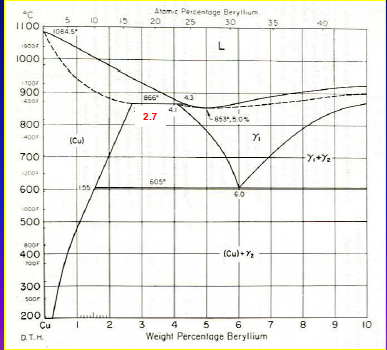 Atomic Percentage Beryllium
°C
5 10 15 20 25 30 35 40
1100
1084.5°
L
1000
900
866°
4.3
4.1
2.7
853°, 5.0%
800
(Cu)
γ₁
700
γ₁+γ₂
600
1.55
605°
6.0
500
400
(Cu)+γ₂
300
200
Cu 1 2 3 4 5 6 7 8 9 10
D.T.H. Weight Percentage Beryllium